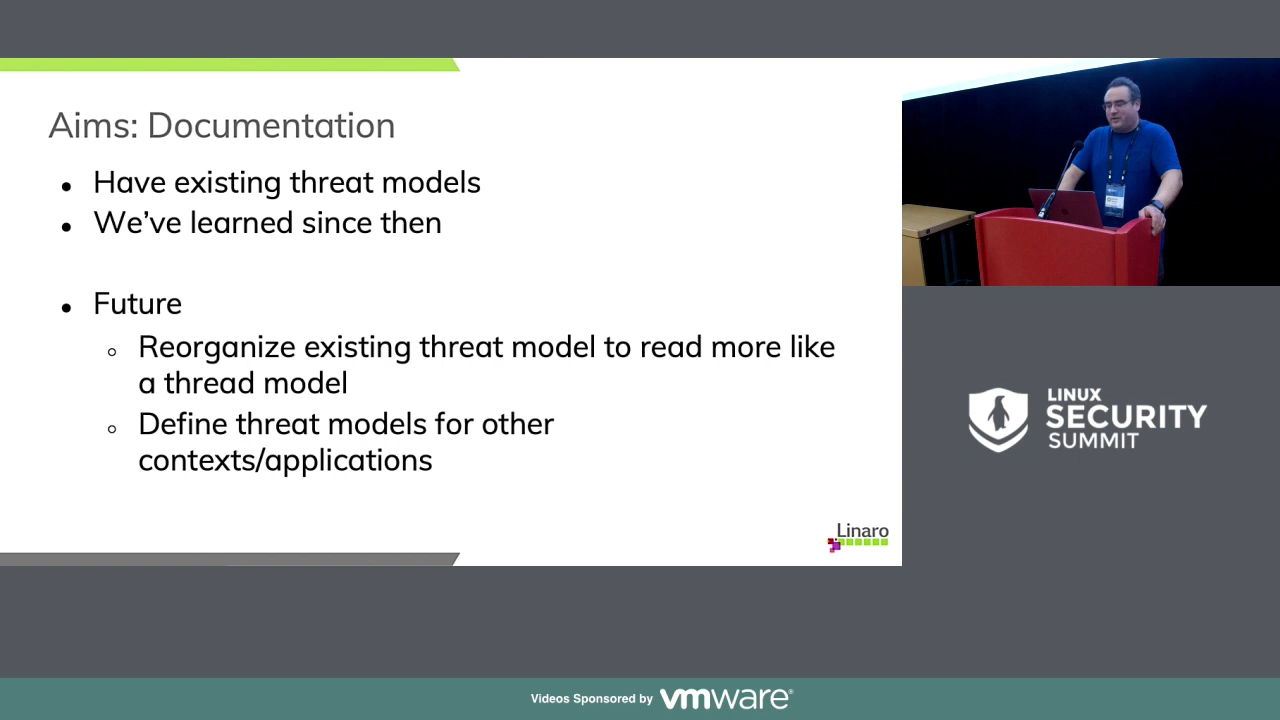 Aims: Documentation
● Have existing threat models
● We’ve learned since then
● Future
○ Reorganize existing threat model to read more like
a thread model
○ Define threat models for other
contexts/applications
Linaro
LINUX
SECURITY
SUMMIT
Videos Sponsored by vmware®